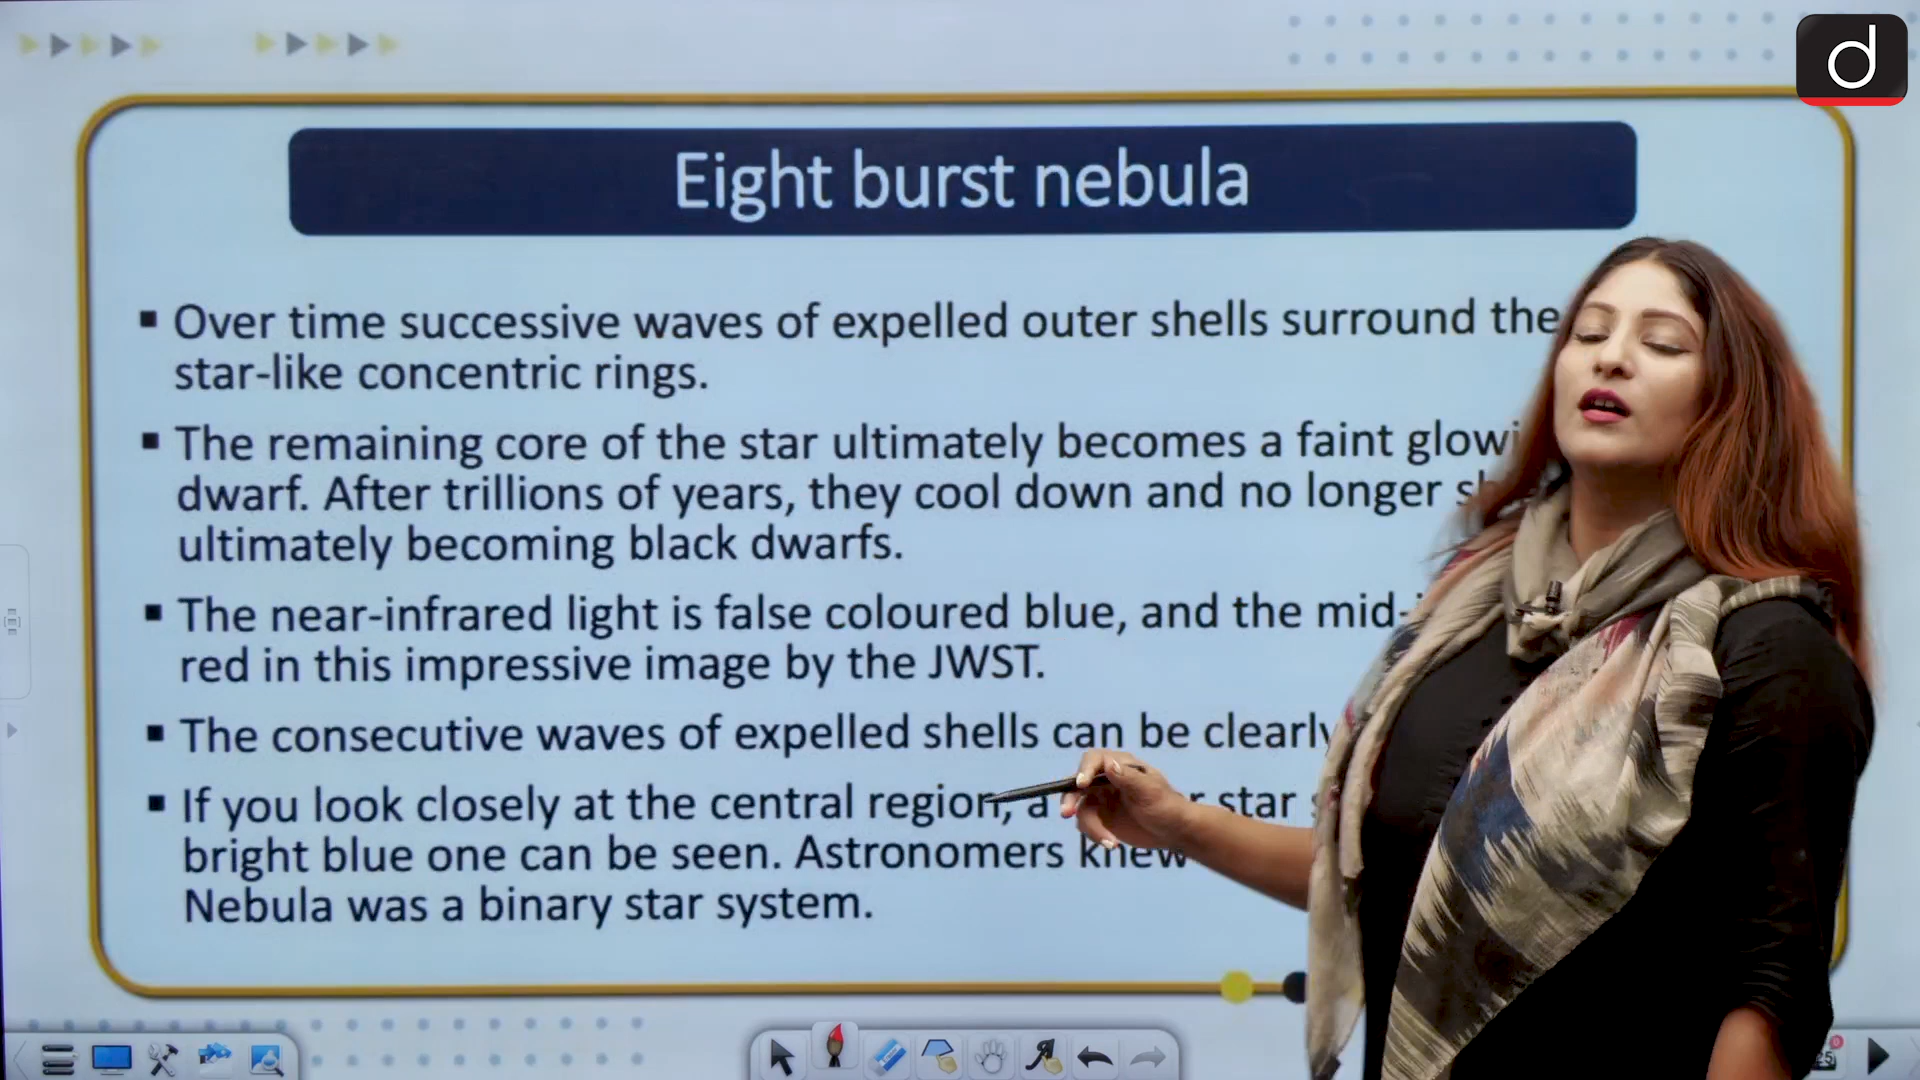 d
Eight burst nebula
▪ Over time successive waves of expelled outer shells surround the
star-like concentric rings.
▪ The remaining core of the star ultimately becomes a faint
dwarf. After trillions of years, they cool down and no longer
ultimately becoming black dwarfs.
▪ The near-infrared light is false coloured blue, and the
red in this impressive image by the JWST.
▪ The consecutive waves of expelled shells can be clearly
▪ If you look closely at the central region, a star
bright blue one can be seen. Astronomers knew
Nebula was a binary star system.